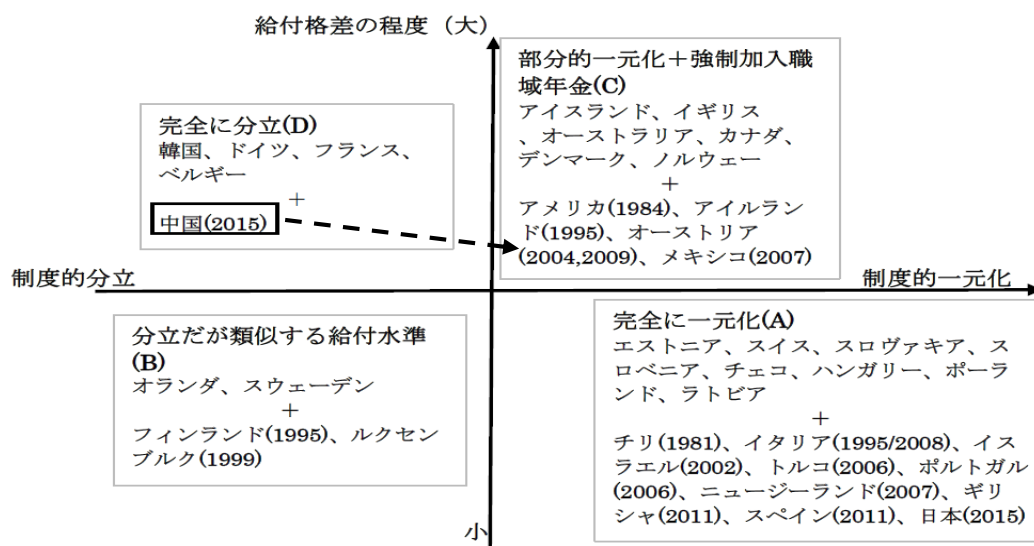 給付格差の程度（大）
部分的一元化＋強制加入職
域年金(C)
アイスランド、イギリス
、オーストラリア、カナダ、
デンマーク、ノルウェー
＋
アメリカ(1984)、アイルラン
ド(1995)、オーストリア
(2004,2009)、メキシコ(2007)
完全に分立(D)
韓国、ドイツ、フランス、
ベルギー
＋
中国(2015)
制度的分立
制度的一元化
分立だが類似する給付水準
(B)
オランダ、スウェーデン
＋
フィンランド(1995)、ルクセン
ブルク(1999)
完全に一元化(A)
エストニア、スイス、スロヴァキア、ス
ロベニア、チェコ、ハンガリー、ポーラ
ンド、ラトビア
＋
チリ(1981)、イタリア(1995/2008)、イス
ラエル(2002)、トルコ(2006)、ポルトガル
(2006)、ニュージーランド(2007)、ギリ
シャ(2011)、スペイン(2011)、日本(2015)
小